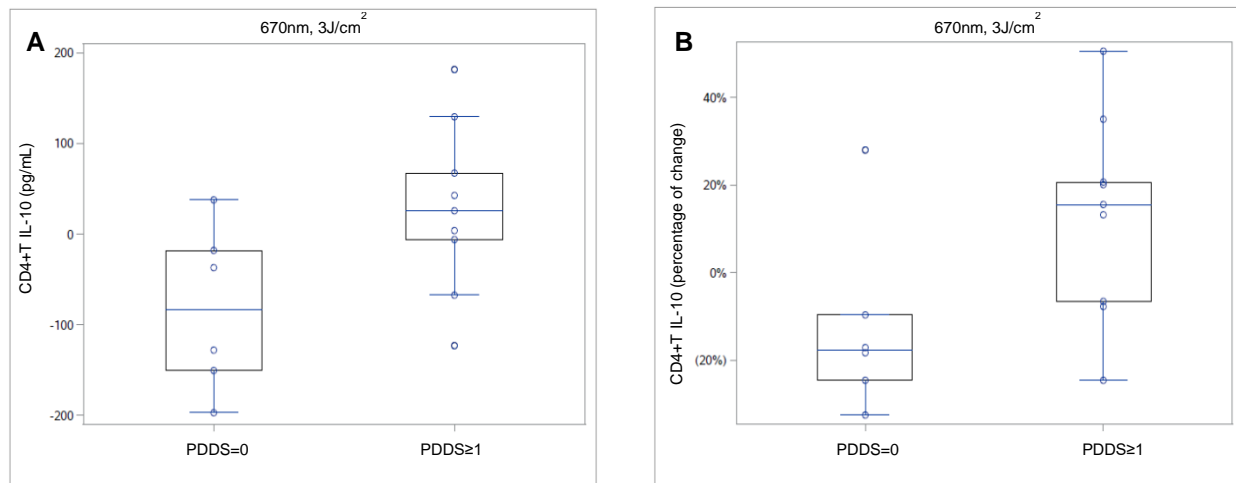 A
670nm, 3J/cm²
CD4+T IL-10 (pg/mL)
200
100
0
-100
-200
PDDS=0
PDDS≥1
B
670nm, 3J/cm²
CD4+T IL-10 (percentage of change)
40%
20%
0%
(20%)
PDDS=0
PDDS≥1